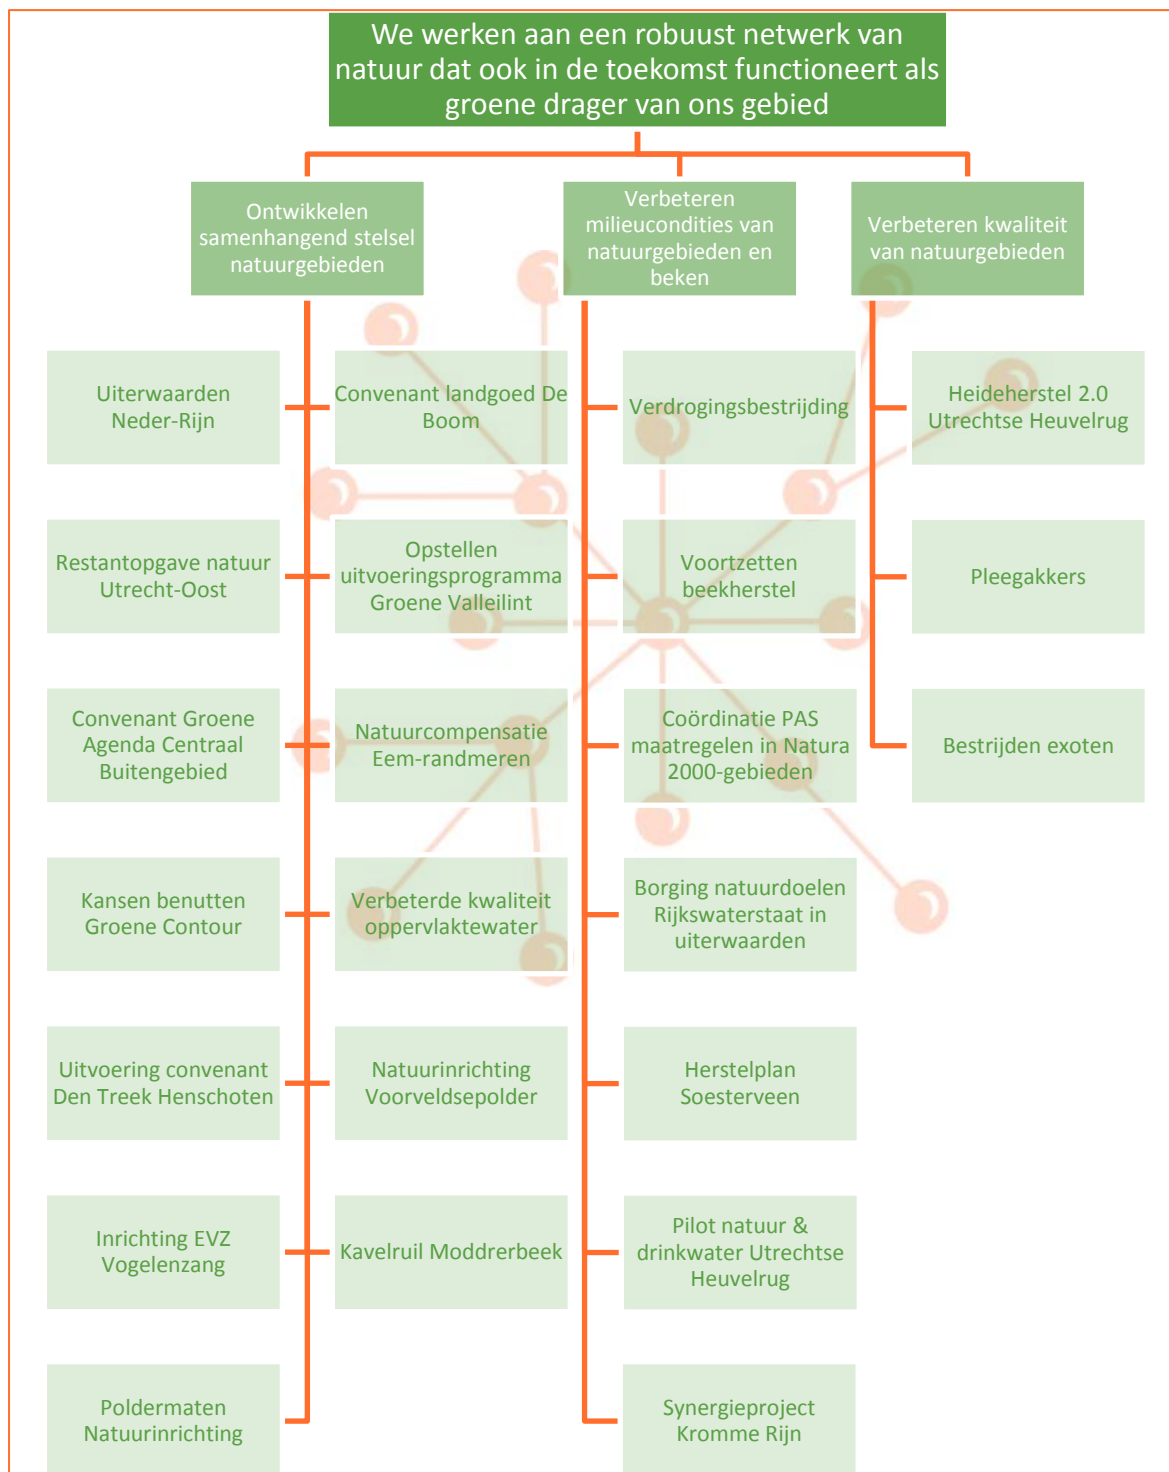 We werken aan een robuust netwerk van
natuur dat ook in de toekomst functioneert als
groene drager van ons gebied
Ontwikkelen
samenhangend stelsel
natuurgebieden
Verbeteren
milieucondities van
natuurgebieden en
beken
Verbeteren kwaliteit
van natuurgebieden
Uiterwaarden
Neder-Rijn
Convenant landgoed De
Boom
Verdrogingsbestrijding
Heideherstel 2.0
Utrechtse Heuvelrug
Restantopgave natuur
Utrecht-Oost
Opstellen
uitvoeringsprogramma
Groene Valleilint
Voortzetten
beekherstel
Pleegakkers
Convenant Groene
Agenda Centraal
Buitengebied
Natuurcompensatie
Eem-randmeren
Coördinatie PAS
maatregelen in Natura
2000-gebieden
Bestrijden exoten
Kansen benutten
Groene Contour
Verbeterde kwaliteit
oppervlaktewater
Borging natuurdoelen
Rijkswaterstaat in
uiterwaarden
Uitvoering convenant
Den Treek Henschoten
Natuurinrichting
Voorveldsepolder
Herstelplan
Soesterveen
Inrichting EVZ
Vogelenzang
Kavelruil Moddrerbeek
Pilot natuur &
drinkwater Utrechtse
Heuvelrug
Poldermaten
Natuurinrichting
Synergieproject
Kromme Rijn